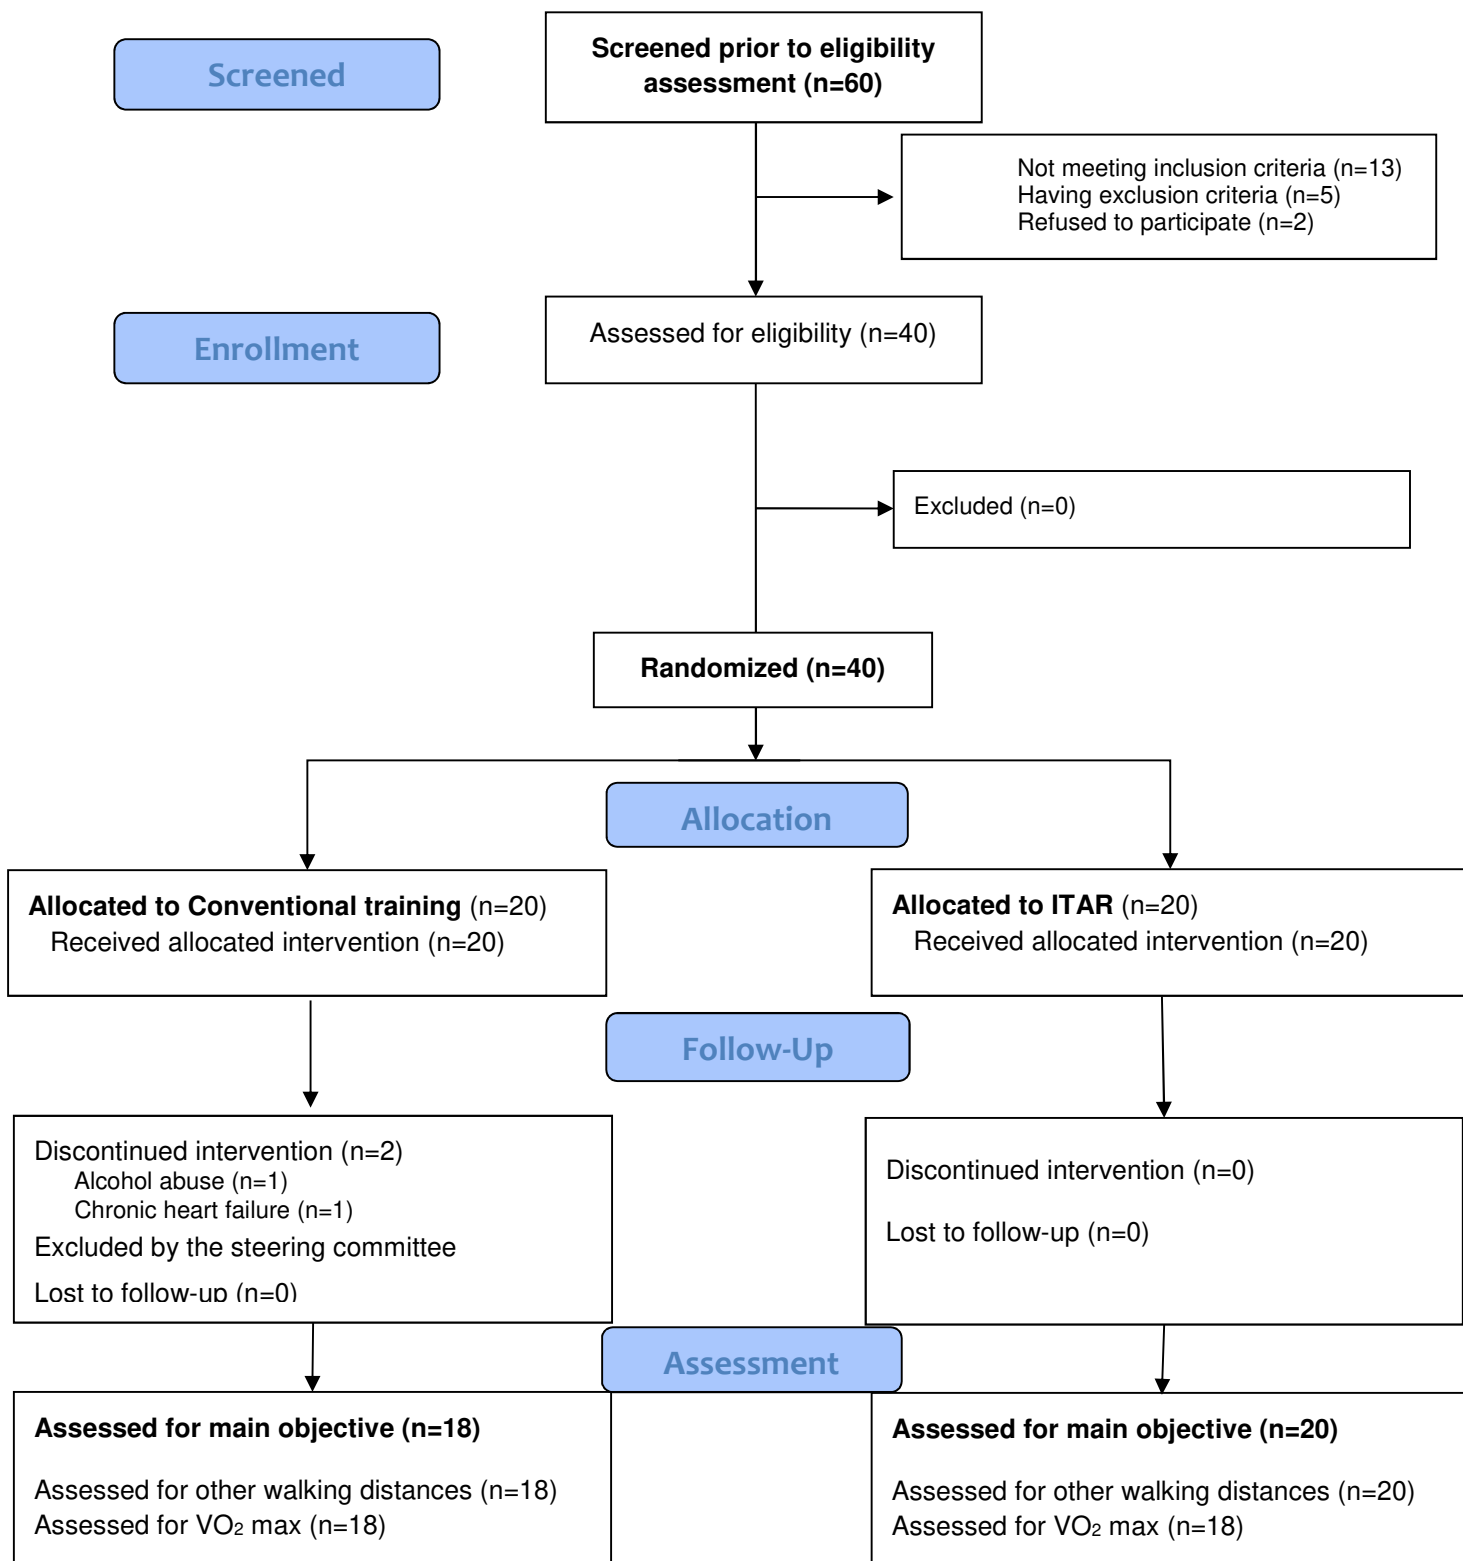 Screened
Screened prior to eligibility
assessment (n=60)
Not meeting inclusion criteria (n=13)
Having exclusion criteria (n=5)
Refused to participate (n=2)
Enrollment
Assessed for eligibility (n=40)
Excluded (n=0)
Randomized (n=40)
Allocation
Allocated to Conventional training (n=20)
Received allocated intervention (n=20)
Allocated to ITAR (n=20)
Received allocated intervention (n=20)
Follow-Up
Discontinued intervention (n=2)
Alcohol abuse (n=1)
Chronic heart failure (n=1)
Excluded by the steering committee
Lost to follow-up (n=0)
Discontinued intervention (n=0)
Lost to follow-up (n=0)
Assessment
Assessed for main objective (n=18)
Assessed for other walking distances (n=18)
Assessed for VO₂ max (n=18)
Assessed for main objective (n=20)
Assessed for other walking distances (n=20)
Assessed for VO₂ max (n=18)